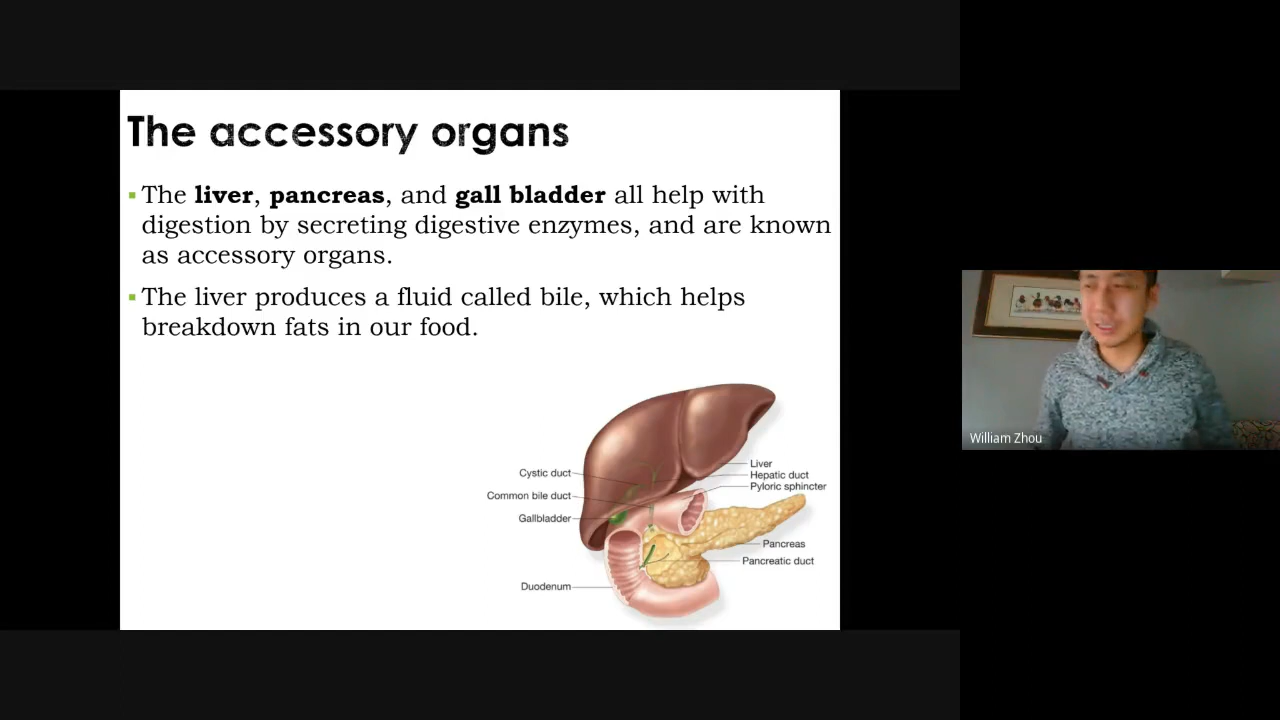 The accessory organs
The liver, pancreas, and gall bladder all help with
digestion by secreting digestive enzymes, and are known
as accessory organs.
The liver produces a fluid called bile, which helps
breakdown fats in our food.
Cystic duct
Common bile duct
Gallbladder
Duodenum
Liver
Hepatic duct
Pyloric sphincter
Pancreas
Pancreatic duct
William Zhou